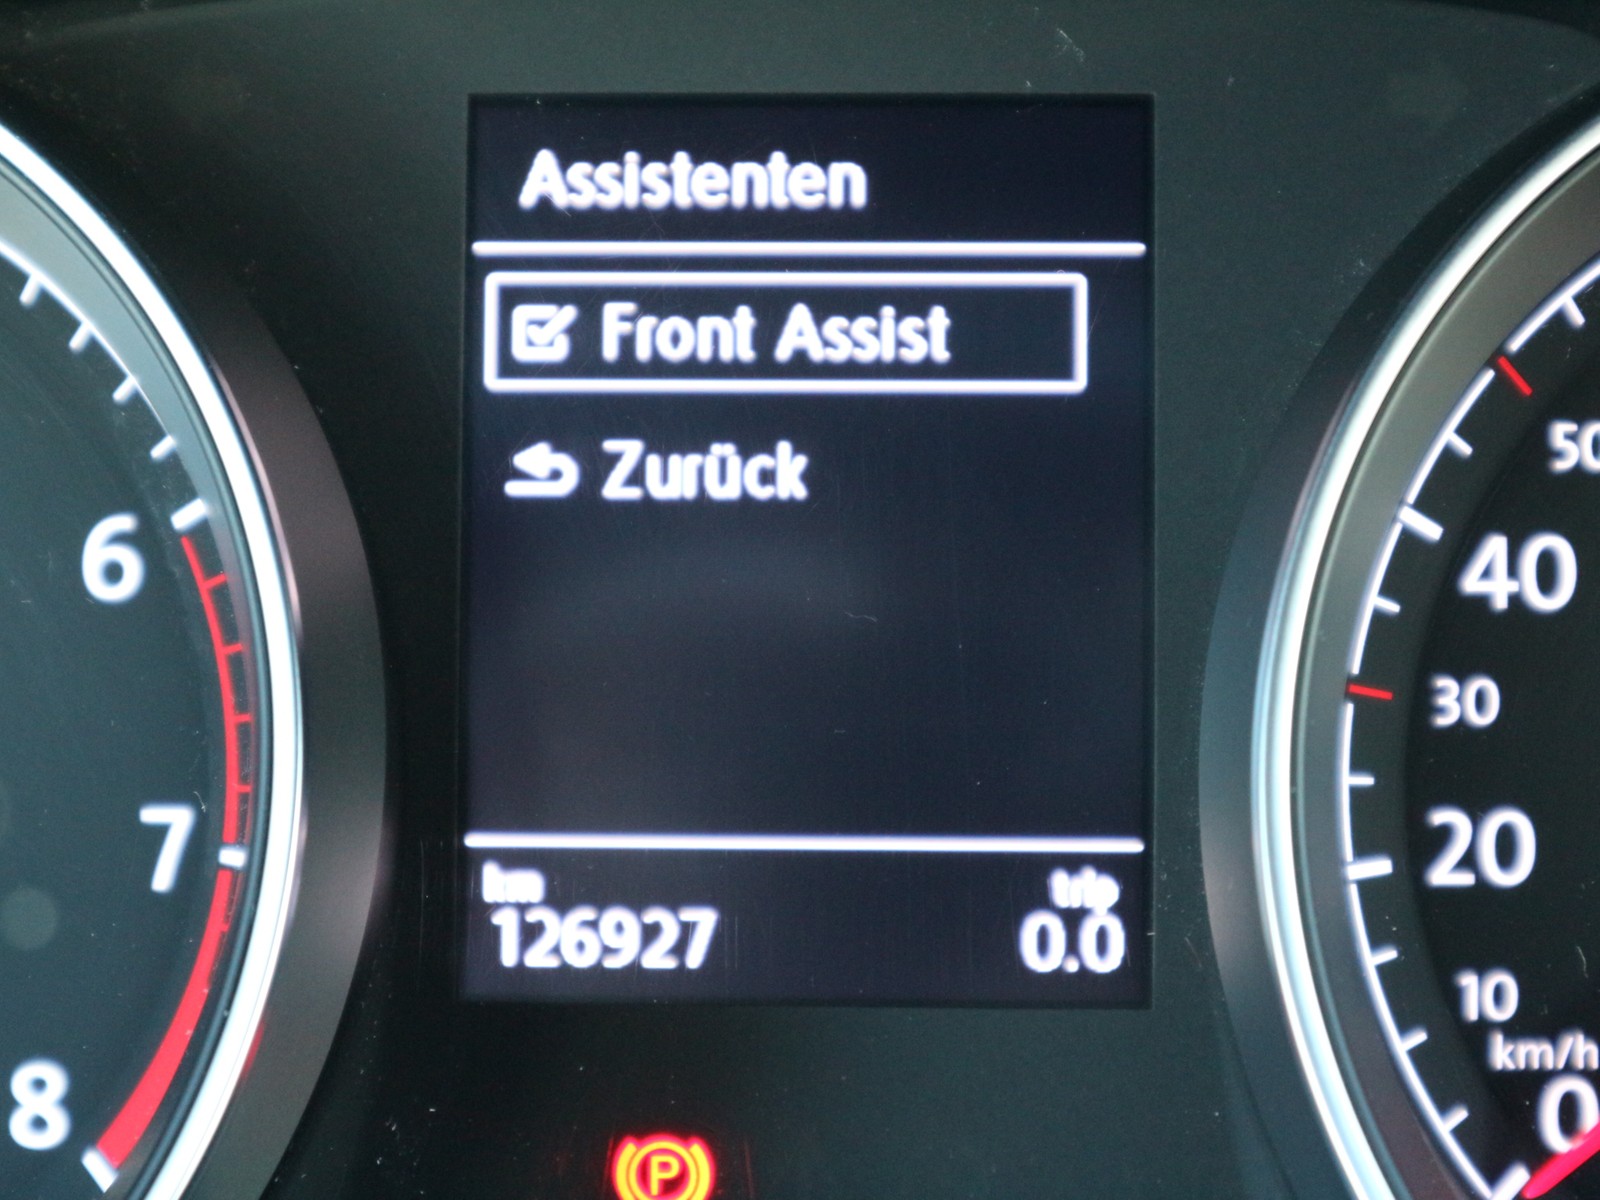 Assistenten
Front Assist
Zurück
km trip
126927 0.0
6
7
8
50
40
30
20
10
km/h
0
P